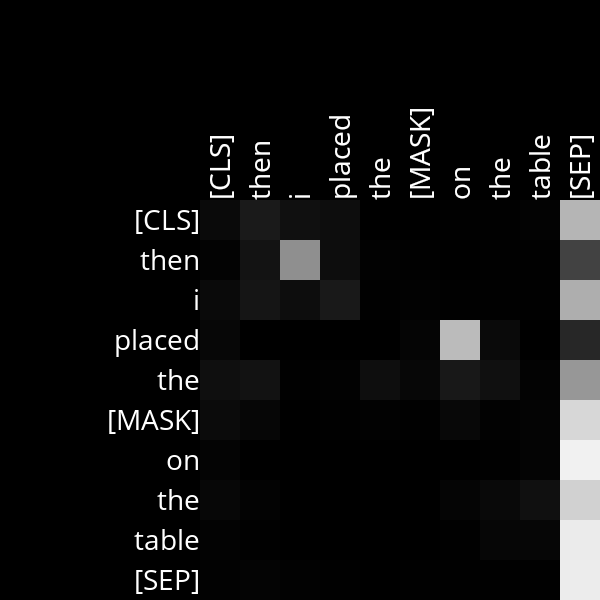 [CLS]
then
i
placed
the
[MASK]
on
the
table
[SEP]
[CLS]
then
i
placed
the
[MASK]
on
the
table
[SEP]